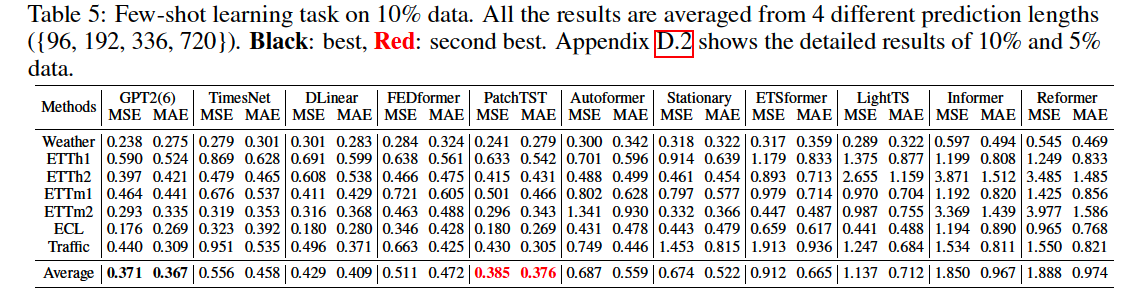 Table 5: Few-shot learning task on 10% data. All the results are averaged from 4 different prediction lengths
({96, 192, 336, 720}). Black: best, Red: second best. Appendix D.2 shows the detailed results of 10% and 5%
data.
Methods GPT2(6) TimesNet DLinear FEDformer PatchTST Autoformer Stationary ETSformer LightTS Informer Reformer
MSE MAE MSE MAE MSE MAE MSE MAE MSE MAE MSE MAE MSE MAE MSE MAE MSE MAE MSE MAE MSE MAE
Weather 0.238 0.275 0.279 0.301 0.301 0.283 0.284 0.324 0.241 0.279 0.300 0.342 0.318 0.322 0.317 0.359 0.289 0.322 0.597 0.494 0.545 0.469
ETTh1 0.590 0.524 0.869 0.628 0.691 0.599 0.638 0.561 0.633 0.542 0.701 0.596 0.914 0.639 1.179 0.833 1.375 0.877 1.199 0.808 1.249 0.833
ETTh2 0.397 0.421 0.479 0.465 0.608 0.538 0.466 0.475 0.415 0.431 0.488 0.499 0.461 0.454 0.893 0.713 2.655 1.159 3.871 1.512 3.485 1.485
ETTm1 0.464 0.441 0.676 0.537 0.411 0.429 0.721 0.605 0.501 0.466 0.802 0.628 0.797 0.577 0.979 0.714 0.970 0.704 1.192 0.820 1.425 0.856
ETTm2 0.293 0.335 0.319 0.353 0.316 0.368 0.463 0.488 0.296 0.343 1.341 0.930 0.332 0.366 0.447 0.487 0.987 0.755 3.369 1.439 3.977 1.586
ECL 0.176 0.269 0.323 0.392 0.180 0.280 0.346 0.428 0.180 0.269 0.431 0.478 0.443 0.479 0.659 0.617 0.441 0.488 1.194 0.890 0.965 0.768
Traffic 0.440 0.309 0.951 0.535 0.496 0.371 0.663 0.425 0.430 0.305 0.749 0.446 1.453 0.815 1.913 0.936 1.247 0.684 1.534 0.811 1.550 0.821
Average 0.371 0.367 0.556 0.458 0.429 0.409 0.511 0.472 0.385 0.376 0.687 0.559 0.674 0.522 0.912 0.665 1.137 0.712 1.850 0.967 1.888 0.974